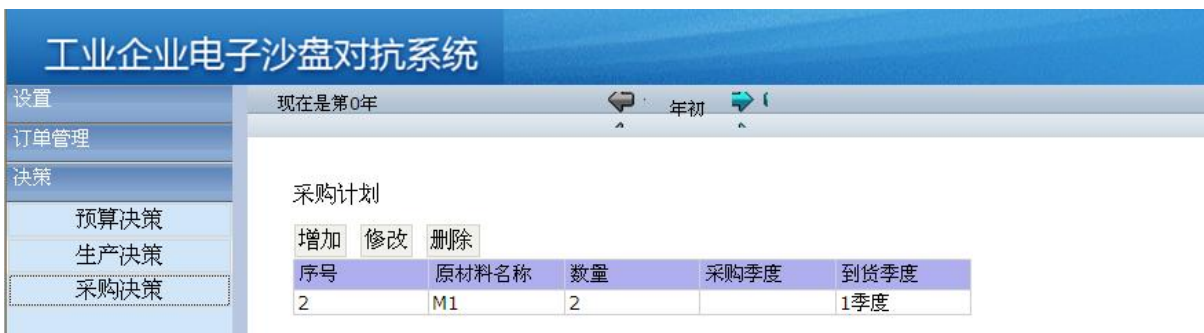 工业企业电子沙盘对抗系统
设置
现在是第0年 年初
订单管理
决策
预算决策
生产决策
采购决策
采购计划
增加 修改 删除
序号 原材料名称 数量 采购季度 到货季度
2 M1 2 1季度